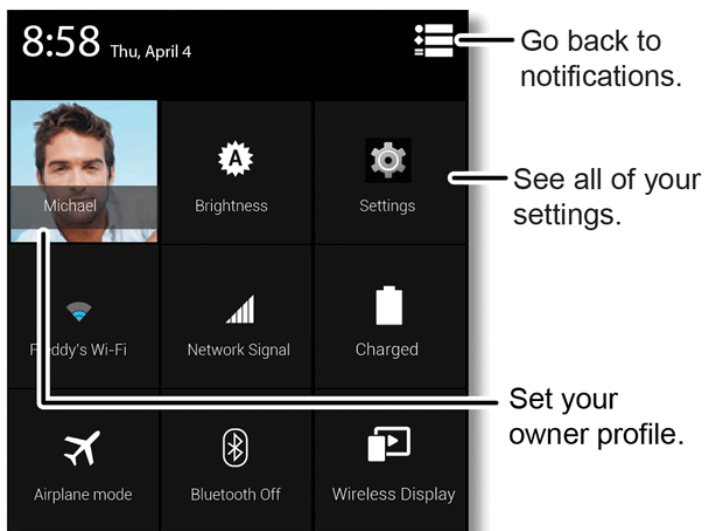 8:58 Thu, April 4
Go back to
notifications.
Michael
Brightness
Settings
See all of your
settings.
Freddy's Wi-Fi
Network Signal
Charged
Set your
owner profile.
Airplane mode
Bluetooth Off
Wireless Display